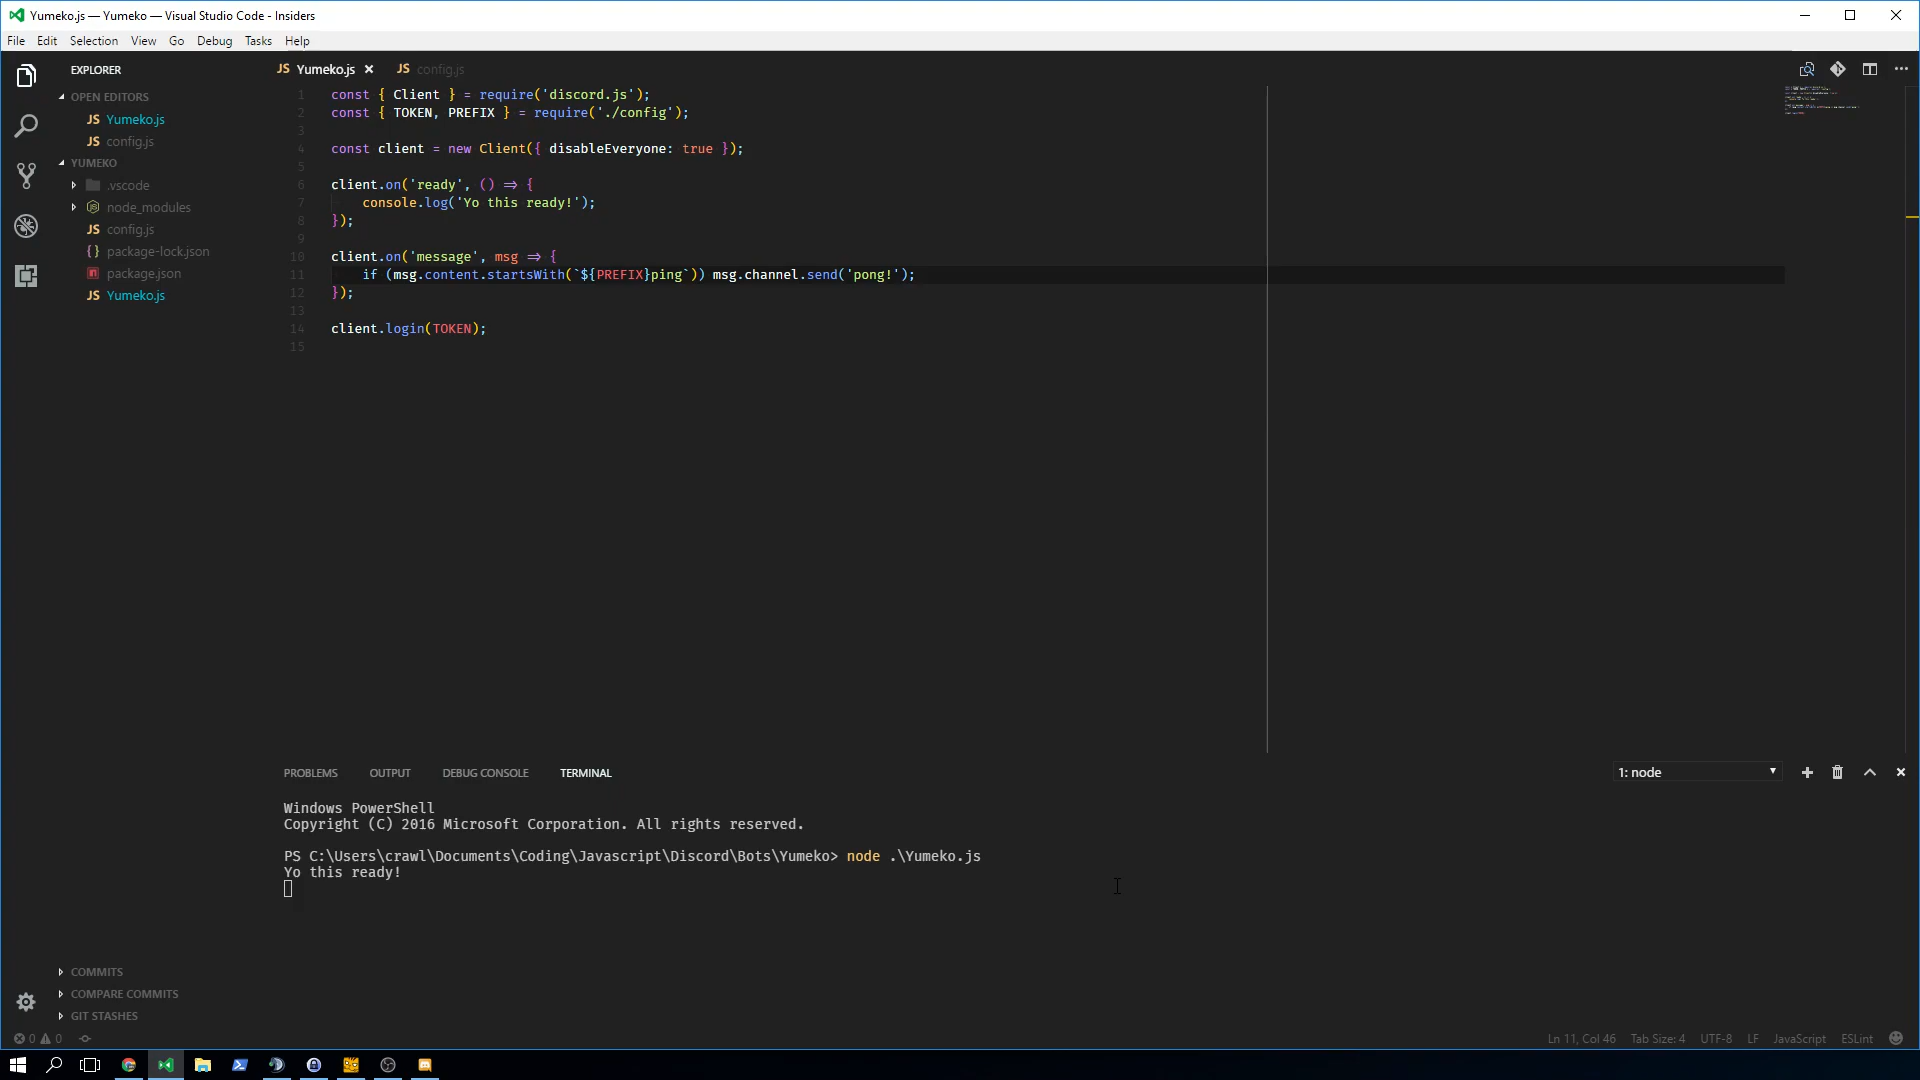 Yumeko.js — Yumeko — Visual Studio Code - Insiders
File Edit Selection View Go Debug Tasks Help
EXPLORER
OPEN EDITORS
JS Yumeko.js
JS config.js
YUMEKO
.vscode
node_modules
JS config.js
{ } package-lock.json
package.json
JS Yumeko.js
COMMITS
COMPARE COMMITS
GIT STASHES
JS Yumeko.js JS config.js
1 const { Client } = require('discord.js');
2 const { TOKEN, PREFIX } = require('./config');
3
4 const client = new Client({ disableEveryone: true });
5
6 client.on('ready', () => {
7 console.log('Yo this ready!');
8 });
9
10 client.on('message', msg => {
11 if (msg.content.startsWith(`${PREFIX}ping`)) msg.channel.send('pong!');
12 });
13
14 client.login(TOKEN);
15
PROBLEMS OUTPUT DEBUG CONSOLE TERMINAL 1: node
Windows PowerShell
Copyright (C) 2016 Microsoft Corporation. All rights reserved.
PS C:\Users\crawl\Documents\Coding\Javascript\Discord\Bots\Yumeko> node .\Yumeko.js
Yo this ready!
0 0 Ln 11, Col 46 Tab Size: 4 UTF-8 LF JavaScript ESLint